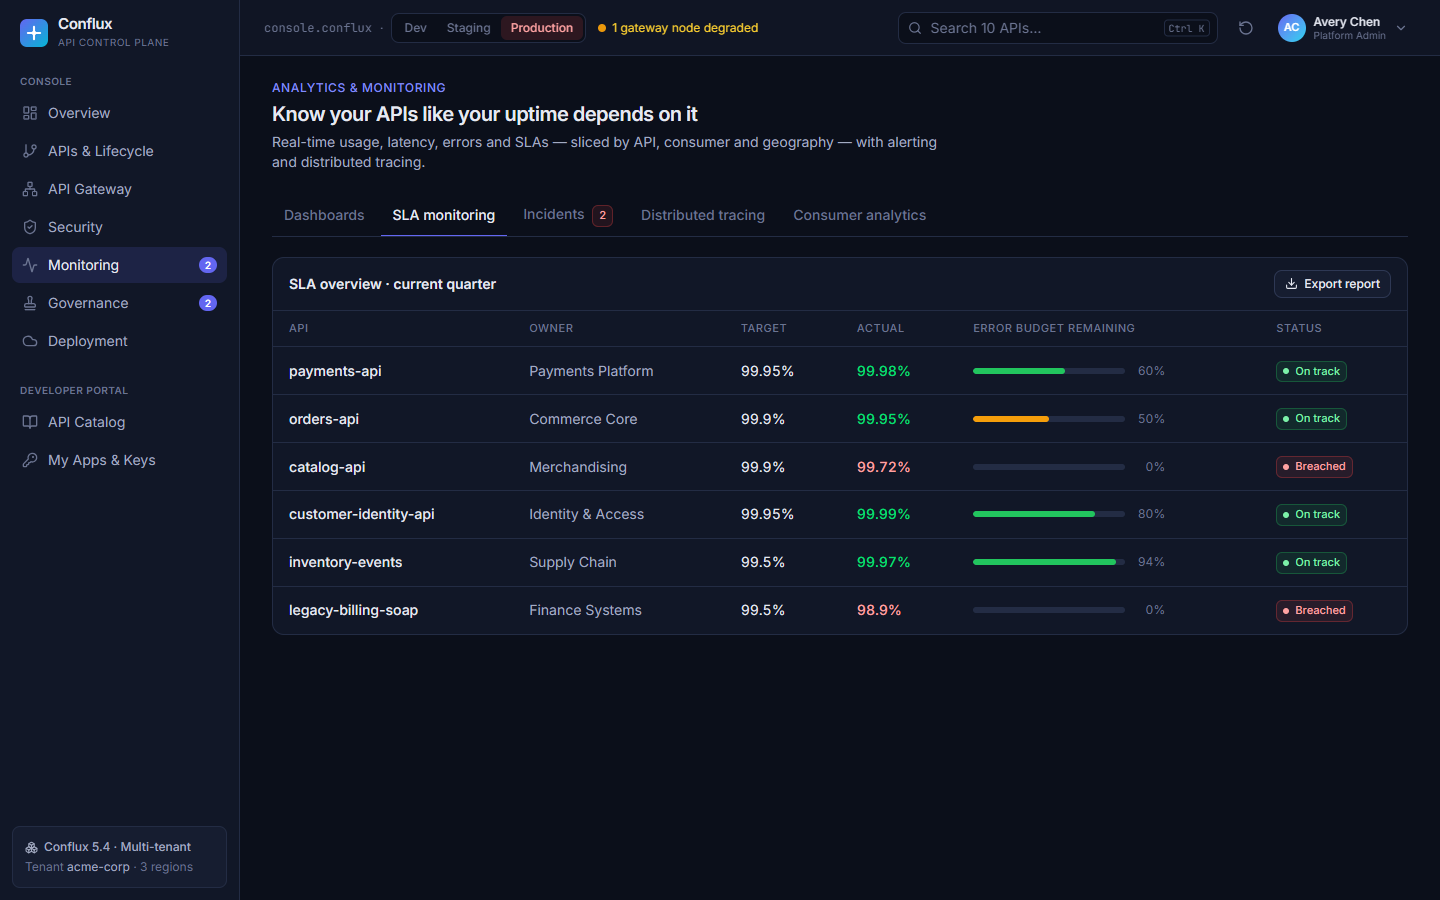 Conflux
API CONTROL PLANE
CONSOLE
Overview
APIs & Lifecycle
API Gateway
Security
Monitoring 2
Governance 2
Deployment
DEVELOPER PORTAL
API Catalog
My Apps & Keys
Conflux 5.4 · Multi-tenant
Tenant acme-corp · 3 regions
console.conflux · Dev Staging Production 1 gateway node degraded Search 10 APIs... Ctrl K AC Avery Chen
Platform Admin
ANALYTICS & MONITORING
Know your APIs like your uptime depends on it
Real-time usage, latency, errors and SLAs — sliced by API, consumer and geography — with alerting
and distributed tracing.
Dashboards SLA monitoring Incidents 2 Distributed tracing Consumer analytics
SLA overview · current quarter Export report
API OWNER TARGET ACTUAL ERROR BUDGET REMAINING STATUS
payments-api Payments Platform 99.95% 99.98% 60% On track
orders-api Commerce Core 99.9% 99.95% 50% On track
catalog-api Merchandising 99.9% 99.72% 0% Breached
customer-identity-api Identity & Access 99.95% 99.99% 80% On track
inventory-events Supply Chain 99.5% 99.97% 94% On track
legacy-billing-soap Finance Systems 99.5% 98.9% 0% Breached